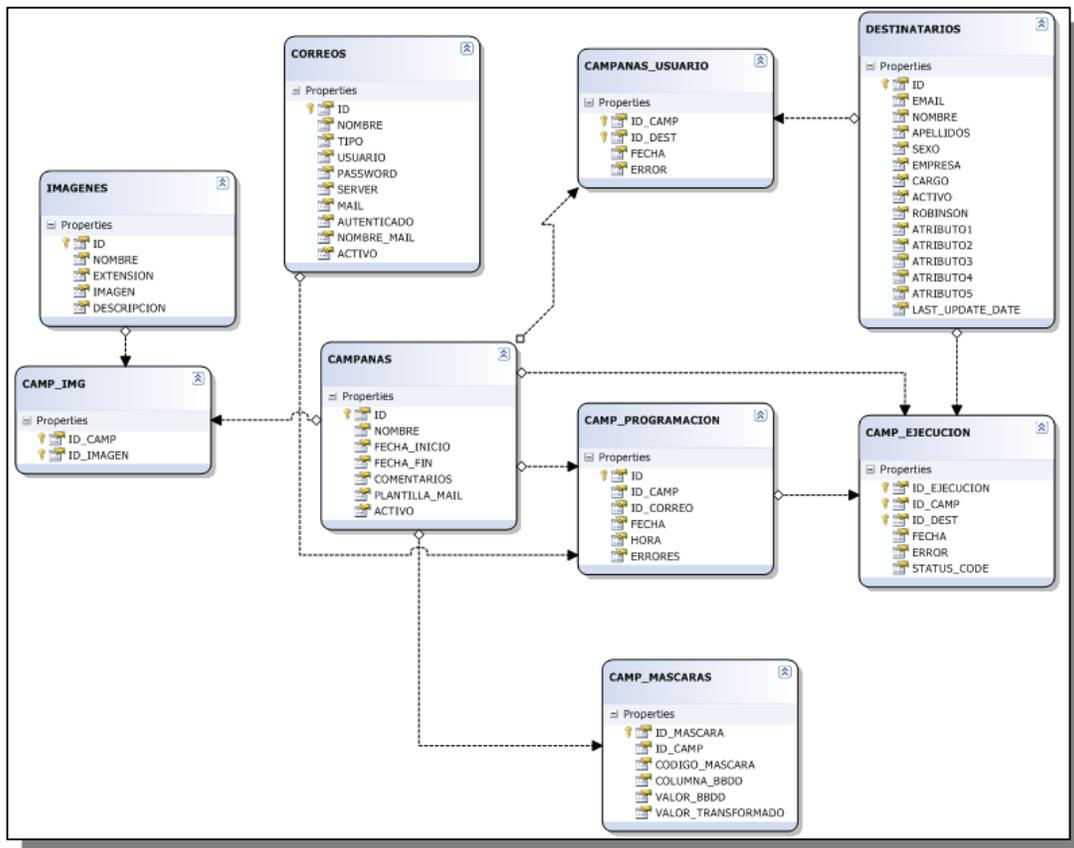 CORREOS
Properties
ID
NOMBRE
TIPO
USUARIO
PASSWORD
SERVER
MAIL
AUTENTICADO
NOMBRE_MAIL
ACTIVO
CAMPANAS_USUARIO
Properties
ID_CAMP
ID_DEST
FECHA
ERROR
DESTINATARIOS
Properties
ID
EMAIL
NOMBRE
APELLIDOS
SEXO
EMPRESA
CARGO
ACTIVO
ROBINSON
ATRIBUTO1
ATRIBUTO2
ATRIBUTO3
ATRIBUTO4
ATRIBUTO5
LAST_UPDATE_DATE
IMAGENES
Properties
ID
NOMBRE
EXTENSION
IMAGEN
DESCRIPCION
CAMP_IMG
Properties
ID_CAMP
ID_IMAGEN
CAMPANAS
Properties
ID
NOMBRE
FECHA_INICIO
FECHA_FIN
COMENTARIOS
PLANTILLA_MAIL
ACTIVO
CAMP_PROGRAMACION
Properties
ID
ID_CAMP
ID_CORREO
FECHA
HORA
ERRORES
CAMP_EJECUCION
Properties
ID_EJECUCION
ID_CAMP
ID_DEST
FECHA
ERROR
STATUS_CODE
CAMP_MASCARAS
Properties
ID_MASCARA
ID_CAMP
CODIGO_MASCARA
COLUMNA_BBDD
VALOR_BBDD
VALOR_TRANSFORMADO